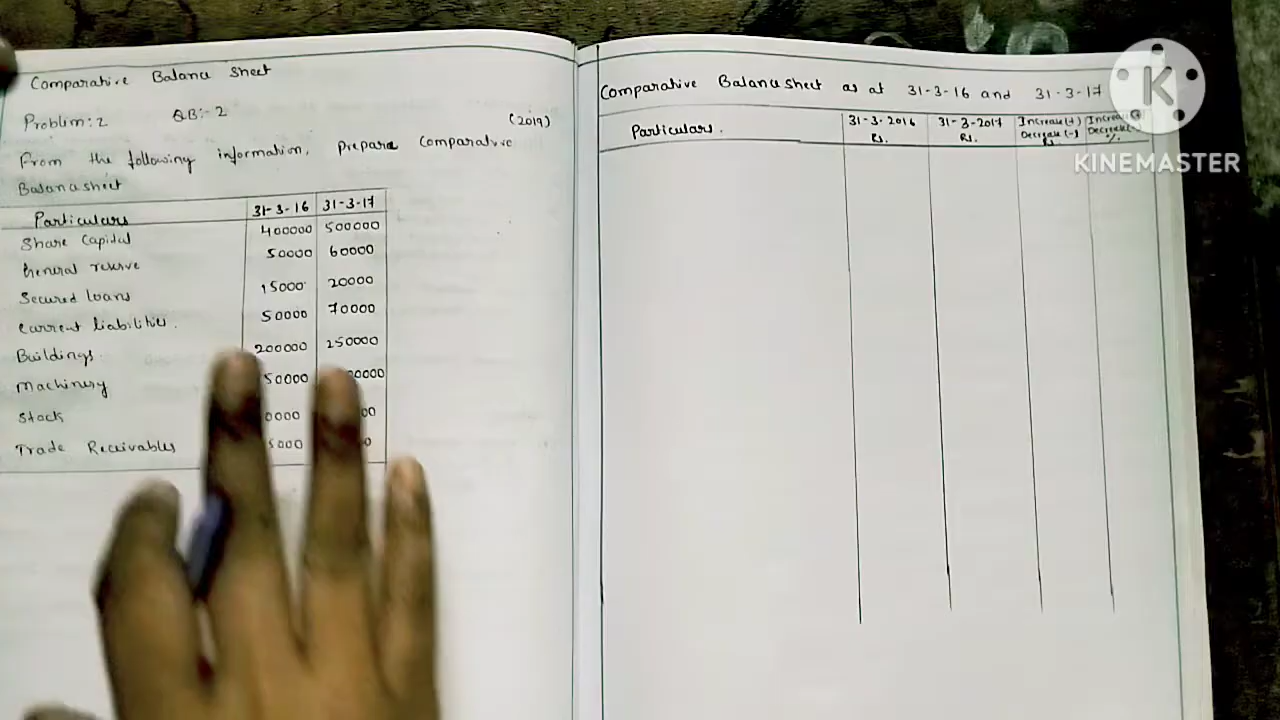 Comparative Balance Sheet
Problem: 2 QB:- 2 (2019)
From the following information, prepare comparative
Balance sheet
Particulars 31-3-16 31-3-17
Share Capital 400000 500000
General reserve 50000 60000
Secured loans 15000 20000
Current liabilities. 50000 70000
Buildings 200000 250000
Machinery
Stock
Trade Receivables
Comparative Balance sheet as at 31-3-16 and 31-3-17
Particulars. 31-3-2016 Rs. 31-3-2017 Rs. Increase (+) Decrease (-) Rs. Increase Decrease %
K
KINEMASTER